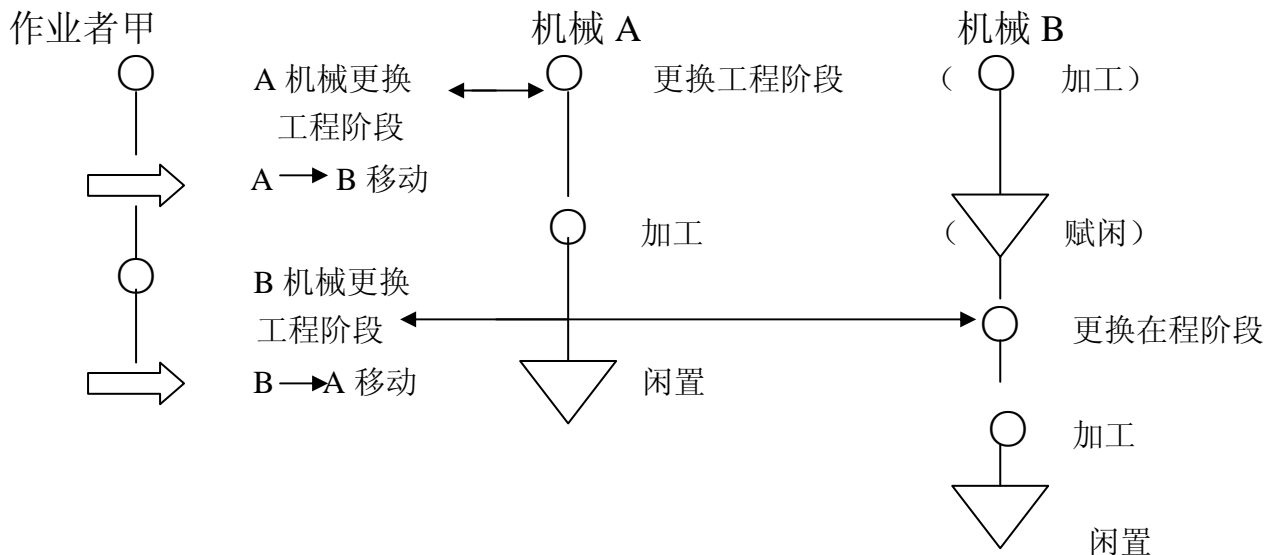 作业者甲 机械 A 机械 B
A 机械更换 更换工程阶段 （ 加工）
工程阶段
A B 移动
加工 （ 赋闲）
B 机械更换
工程阶段 更换在程阶段
B A 移动 闲置
加工
闲置